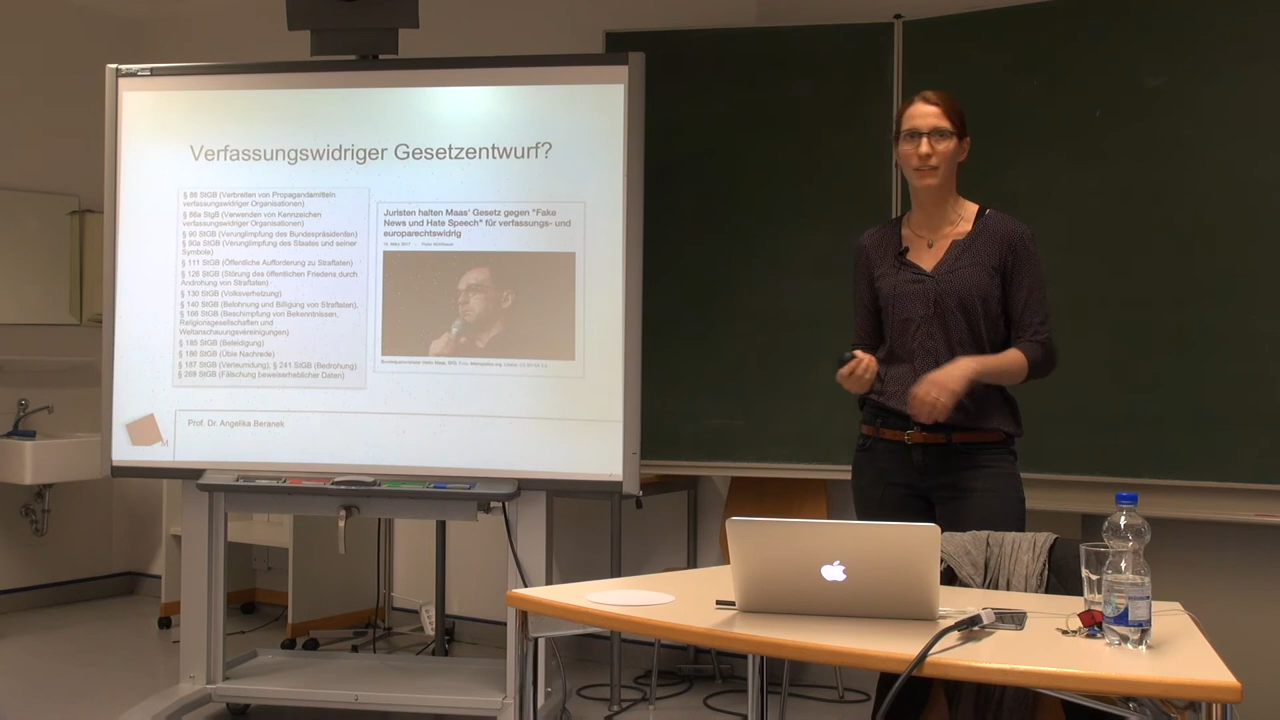 Verfassungswidriger Gesetzentwurf?
§ 86 StGB (Verbreiten von Propagandamitteln
verfassungswidriger Organisationen)
§ 86a StgB (Verwenden von Kennzeichen
verfassungswidriger Organisationen)
§ 90 StGB (Verunglimpfung des Bundespräsidenten)
§ 90a StGB (Verunglimpfung des Staates und seiner
Symbole)
§ 111 StGB (Öffentliche Aufforderung zu Straftaten)
§ 126 StGB (Störung des öffentlichen Friedens durch
Androhung von Straftaten)
§ 130 StGB (Volksverhetzung)
§ 140 StGB (Belohnung und Billigung von Straftaten),
§ 166 StGB (Beschimpfung von Bekenntnissen,
Religionsgesellschaften und
Weltanschauungsvereinigungen)
§ 185 StGB (Beleidigung)
§ 186 StGB (Üble Nachrede)
§ 187 StGB (Verleumdung), § 241 StGB (Bedrohung)
§ 269 StGB (Fälschung beweiserheblicher Daten)
Juristen halten Maas' Gesetz gegen "Fake
News und Hate Speech" für verfassungs- und
europarechtswidrig
Prof. Dr. Angelika Beranek
M